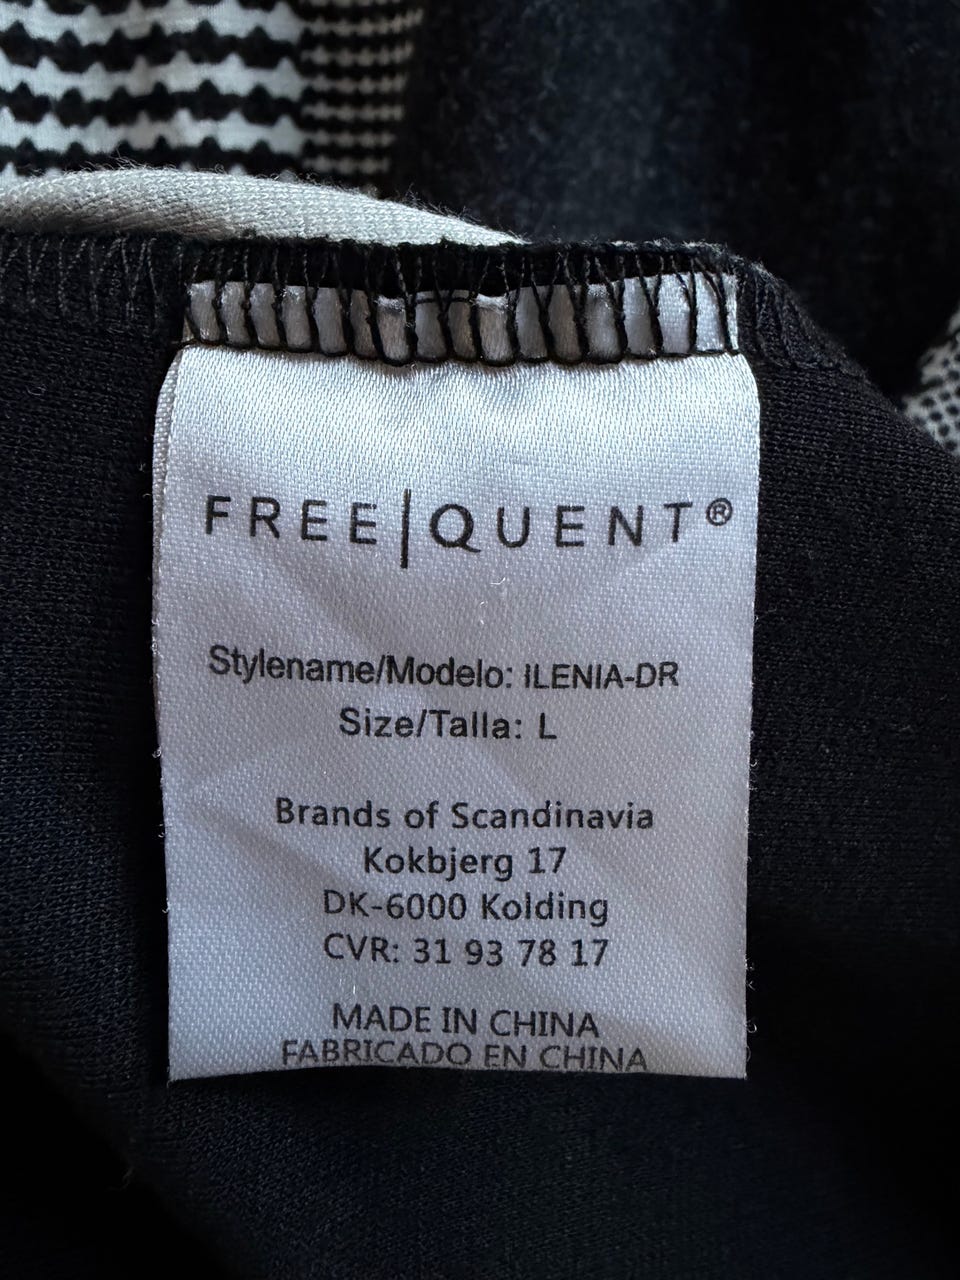 FREE|QUENT®
Stylename/Modelo: ILENIA-DR
Size/Talla: L
Brands of Scandinavia
Kokbjerg 17
DK-6000 Kolding
CVR: 31 93 78 17
MADE IN CHINA
FABRICADO EN CHINA